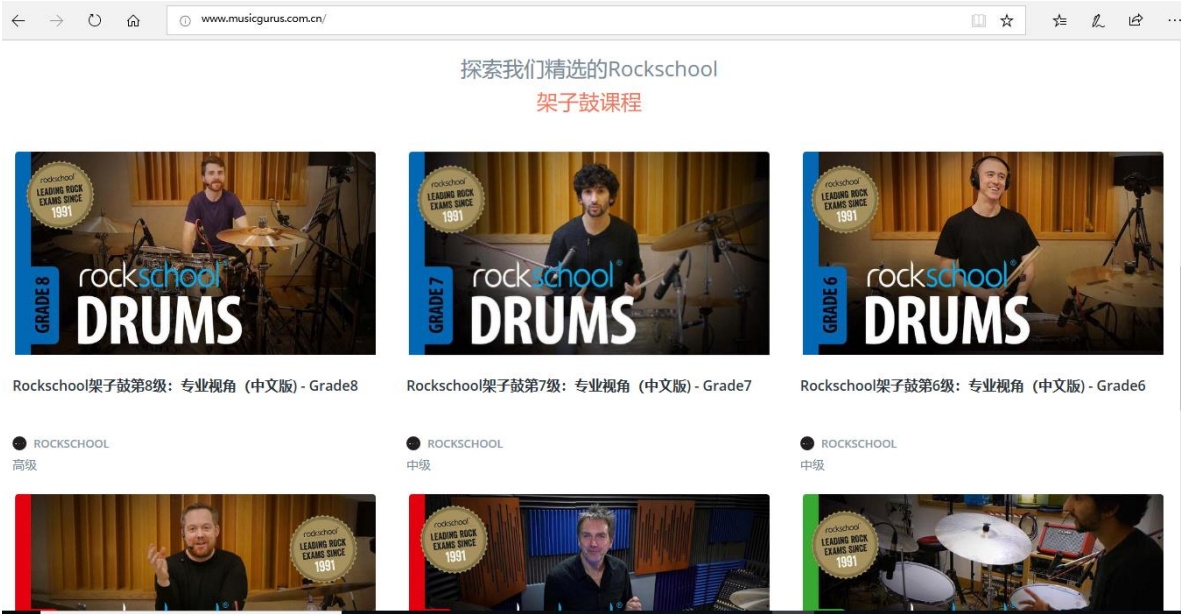 www.musicgurus.com.cn/
探索我们精选的Rockschool
架子鼓课程
rockschool
LEADING ROCK
EXAMS SINCE
1991
GRADE 8
rockschool®
DRUMS
rockschool
LEADING ROCK
EXAMS SINCE
1991
GRADE 7
rockschool®
DRUMS
rockschool
LEADING ROCK
EXAMS SINCE
1991
GRADE 6
rockschool®
DRUMS
Rockschool架子鼓第8级：专业视角（中文版) - Grade8
Rockschool架子鼓第7级：专业视角（中文版) - Grade7
Rockschool架子鼓第6级：专业视角（中文版) - Grade6
ROCKSCHOOL
高级
ROCKSCHOOL
中级
ROCKSCHOOL
中级
rockschool
LEADING ROCK
EXAMS SINCE
1991
rockschool
LEADING ROCK
EXAMS SINCE
1991
rockschool
LEADING ROCK
EXAMS SINCE
1991